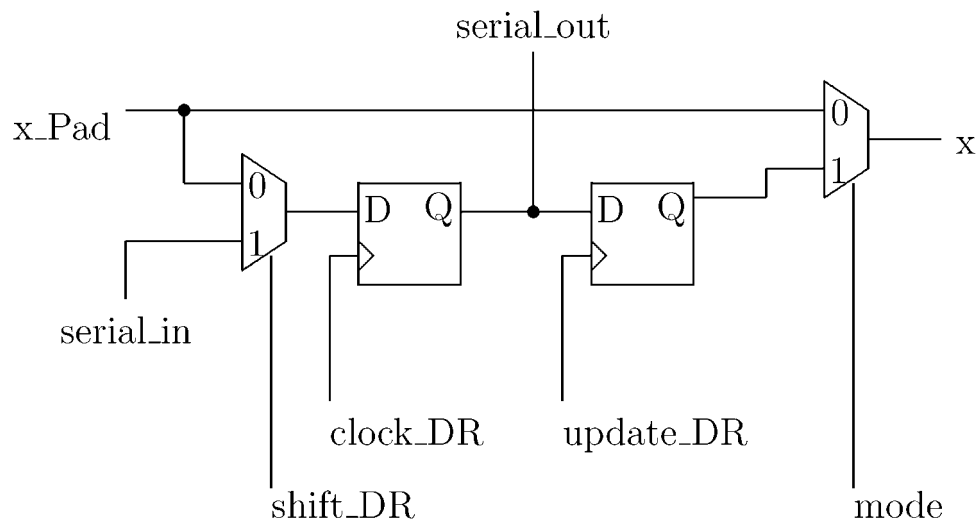 serial_out
x_Pad
0
x
0
1
D Q
D Q
1
serial_in
clock_DR
update_DR
shift_DR
mode